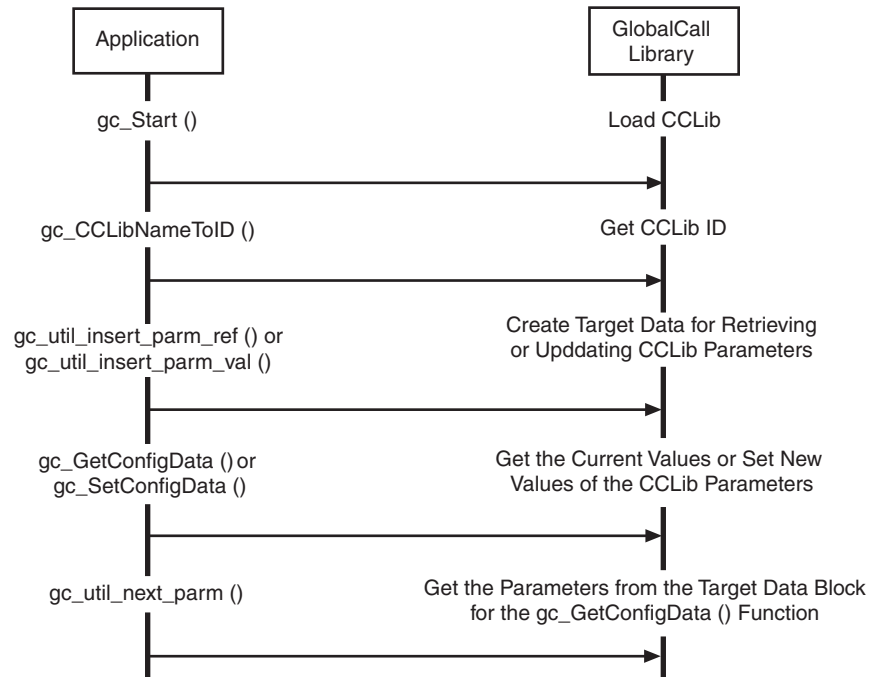 Application
GlobalCall
Library
gc_Start ()
Load CCLib
gc_CCLibNameToID ()
Get CCLib ID
gc_util_insert_parm_ref () or
gc_util_insert_parm_val ()
Create Target Data for Retrieving
or Upddating CCLib Parameters
gc_GetConfigData () or
gc_SetConfigData ()
Get the Current Values or Set New
Values of the CCLib Parameters
gc_util_next_parm ()
Get the Parameters from the Target Data Block
for the gc_GetConfigData () Function